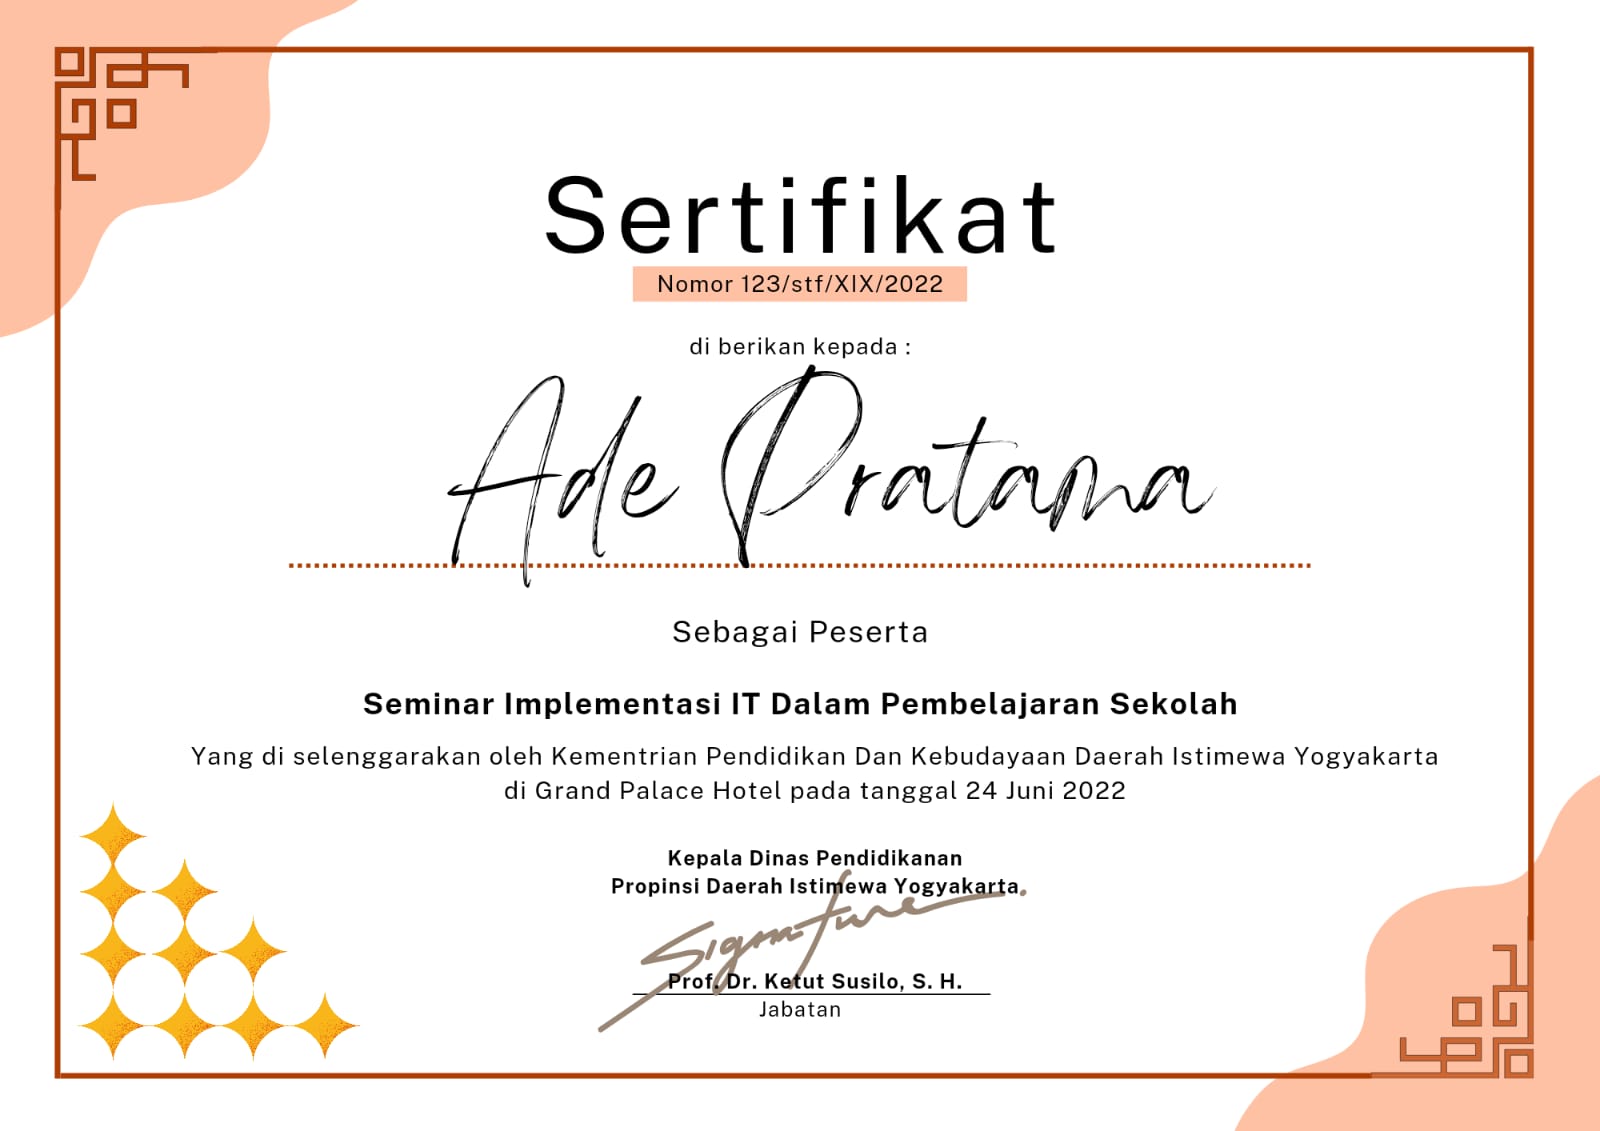 Sertifikat
Nomor 123/stf/XIX/2022
di berikan kepada :
Ade Pratama
Sebagai Peserta
Seminar Implementasi IT Dalam Pembelajaran Sekolah
Yang di selenggarakan oleh Kementrian Pendidikan Dan Kebudayaan Daerah Istimewa Yogyakarta
di Grand Palace Hotel pada tanggal 24 Juni 2022
Kepala Dinas Pendidikanan
Propinsi Daerah Istimewa Yogyakarta
Signature
Prof. Dr. Ketut Susilo, S. H.
Jabatan